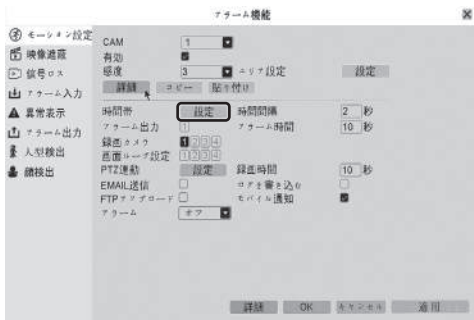 アラーム機能
モーション設定
映像遮蔽
信号ロス
アラーム入力
異常表示
アラーム出力
人型検出
顔検出
CAM 1
有効
感度 3 エリア設定 設定
詳細 コピー 貼り付け
時間帯 設定 時間間隔 2 秒
アラーム出力 1 アラーム時間 10 秒
録画カメラ 1 2 3 4
画面ループ設定 1 2 3 4
PTZ連動 設定 録画時間 10 秒
EMAIL送信 ログを書き込む
FTPアップロード モバイル通知
アラーム オフ
詳細 OK キャンセル 適用